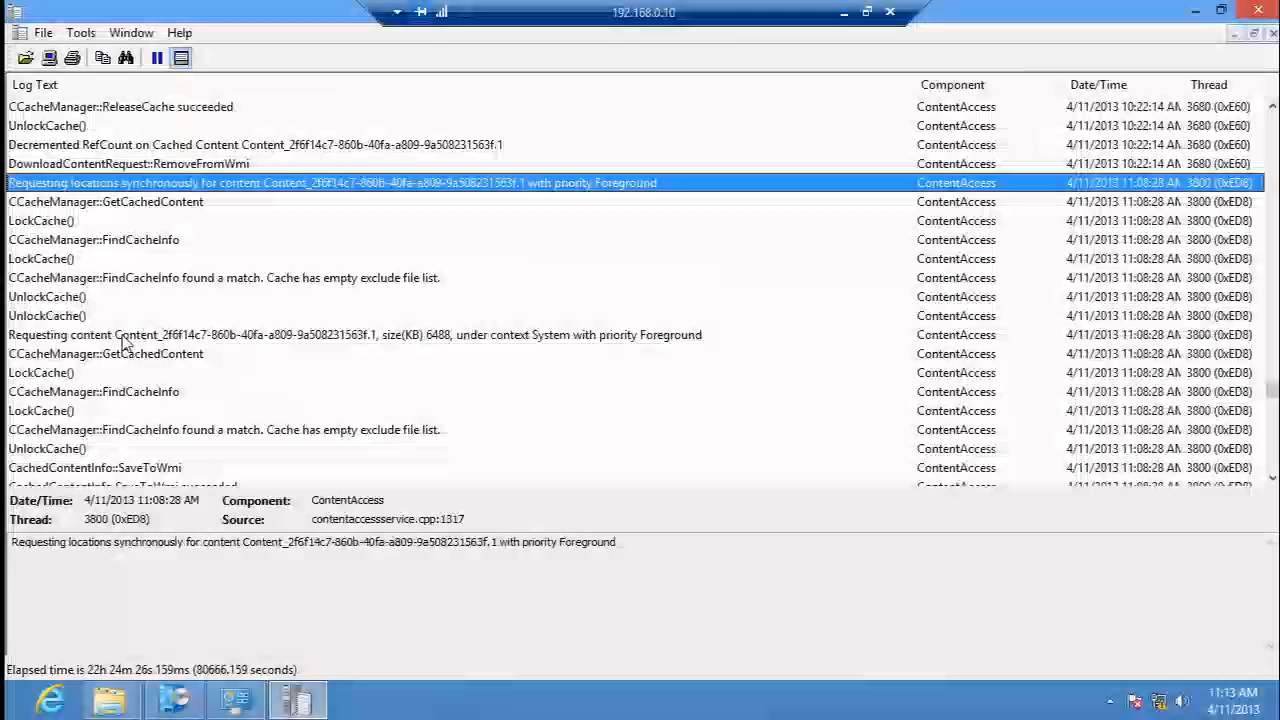 192.168.0.10
File Tools Window Help
Log Text Component Date/Time Thread
CCacheManager::ReleaseCache succeeded ContentAccess 4/11/2013 10:22:14 AM 3680 (0xE60)
UnlockCache() ContentAccess 4/11/2013 10:22:14 AM 3680 (0xE60)
Decremented RefCount on Cached Content Content_2f6f14c7-860b-40fa-a809-9a508231563f.1 ContentAccess 4/11/2013 10:22:14 AM 3680 (0xE60)
DownloadContentRequest::RemoveFromWmi ContentAccess 4/11/2013 10:22:14 AM 3680 (0xE60)
Requesting locations synchronously for content Content_2f6f14c7-860b-40fa-a809-9a508231563f.1 with priority Foreground ContentAccess 4/11/2013 11:08:28 AM 3800 (0xED8)
CCacheManager::GetCachedContent ContentAccess 4/11/2013 11:08:28 AM 3800 (0xED8)
LockCache() ContentAccess 4/11/2013 11:08:28 AM 3800 (0xED8)
CCacheManager::FindCacheInfo ContentAccess 4/11/2013 11:08:28 AM 3800 (0xED8)
LockCache() ContentAccess 4/11/2013 11:08:28 AM 3800 (0xED8)
CCacheManager::FindCacheInfo found a match. Cache has empty exclude file list. ContentAccess 4/11/2013 11:08:28 AM 3800 (0xED8)
UnlockCache() ContentAccess 4/11/2013 11:08:28 AM 3800 (0xED8)
UnlockCache() ContentAccess 4/11/2013 11:08:28 AM 3800 (0xED8)
Requesting content Content_2f6f14c7-860b-40fa-a809-9a508231563f.1, size(KB) 6488, under context System with priority Foreground ContentAccess 4/11/2013 11:08:28 AM 3800 (0xED8)
CCacheManager::GetCachedContent ContentAccess 4/11/2013 11:08:28 AM 3800 (0xED8)
LockCache() ContentAccess 4/11/2013 11:08:28 AM 3800 (0xED8)
CCacheManager::FindCacheInfo ContentAccess 4/11/2013 11:08:28 AM 3800 (0xED8)
LockCache() ContentAccess 4/11/2013 11:08:28 AM 3800 (0xED8)
CCacheManager::FindCacheInfo found a match. Cache has empty exclude file list. ContentAccess 4/11/2013 11:08:28 AM 3800 (0xED8)
UnlockCache() ContentAccess 4/11/2013 11:08:28 AM 3800 (0xED8)
CachedContentInfo::SaveToWmi ContentAccess 4/11/2013 11:08:28 AM 3800 (0xED8)
CachedContentInfo::SaveToWmi succeeded ContentAccess 4/11/2013 11:08:28 AM 3800 (0xED8)
Date/Time: 4/11/2013 11:08:28 AM Component: ContentAccess
Thread: 3800 (0xED8) Source: contentaccessservice.cpp:1317
Requesting locations synchronously for content Content_2f6f14c7-860b-40fa-a809-9a508231563f.1 with priority Foreground
Elapsed time is 22h 24m 26s 159ms (80666.159 seconds)
11:13 AM
4/11/2013